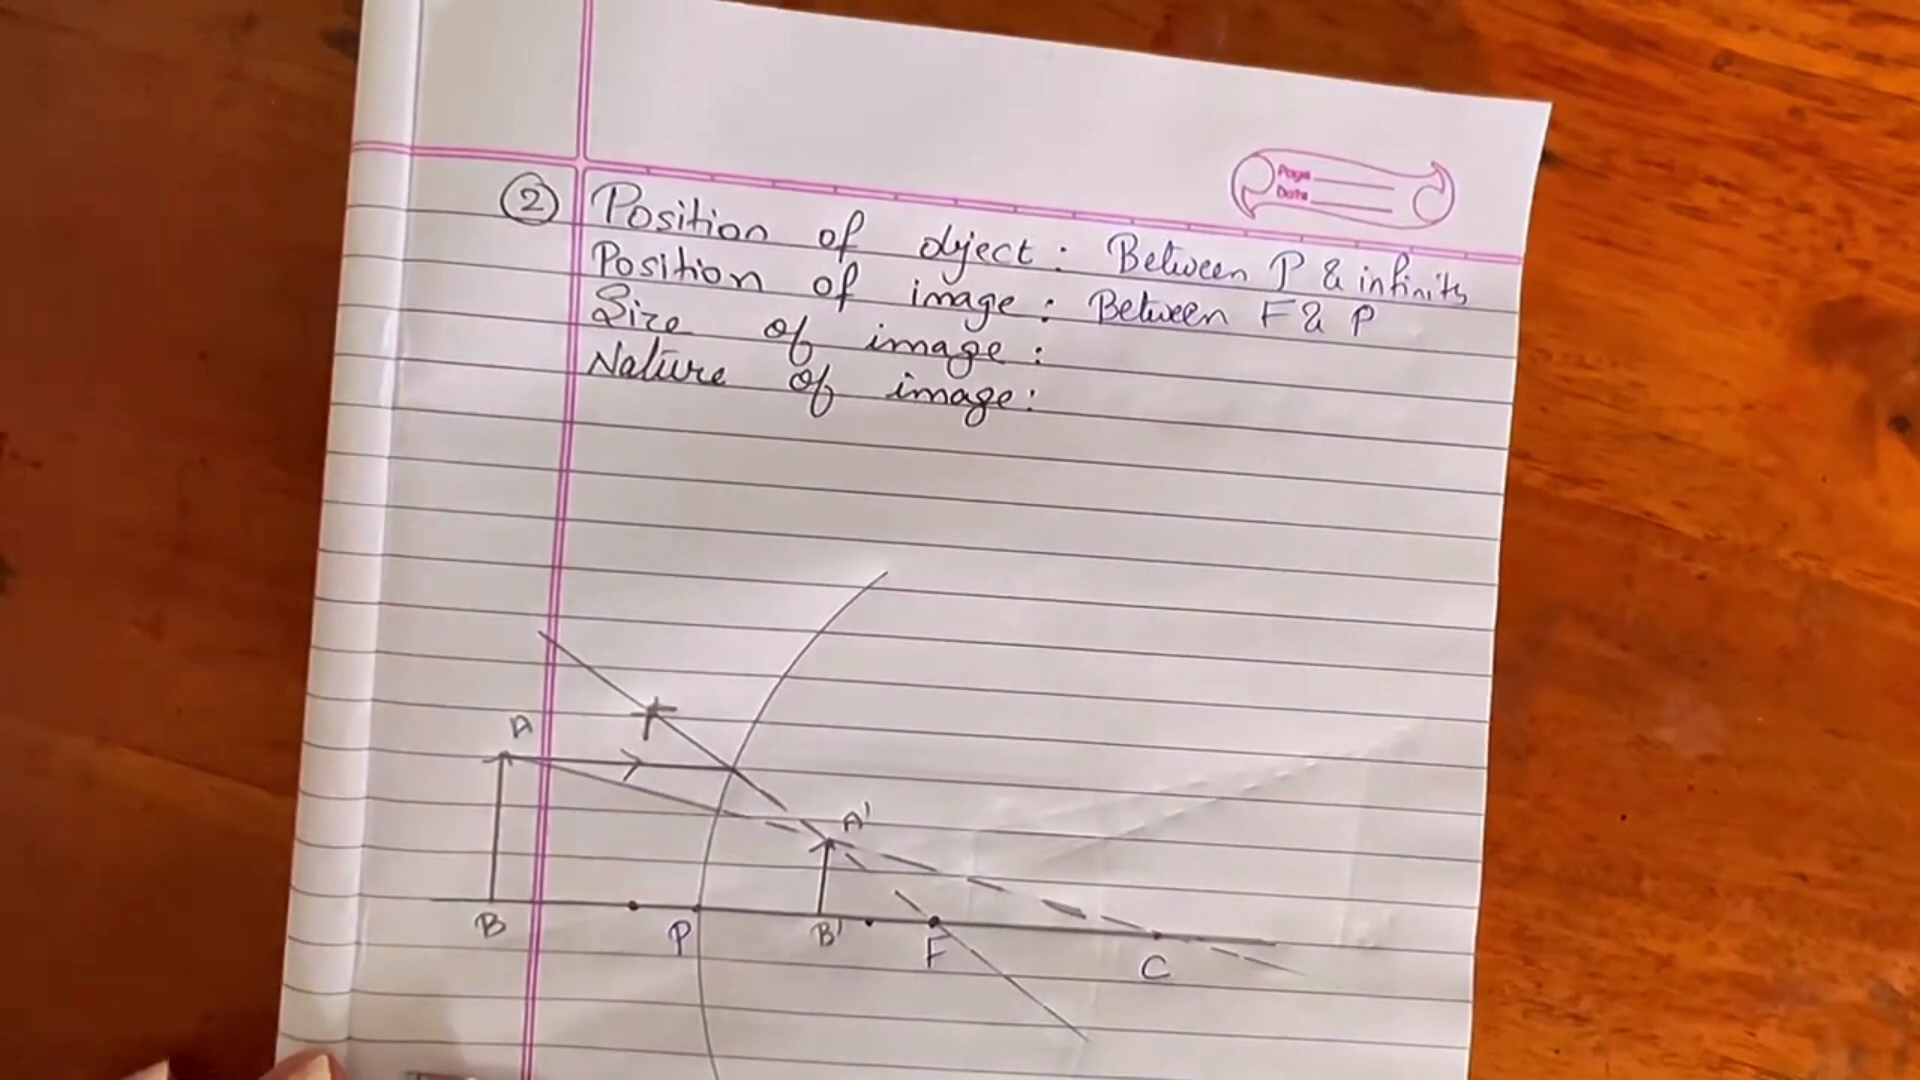 Page
Date
2 Position of object : Between P & infinity
Position of image : Between F & P
Size of image :
Nature of image :
A
A'
B P B' F C